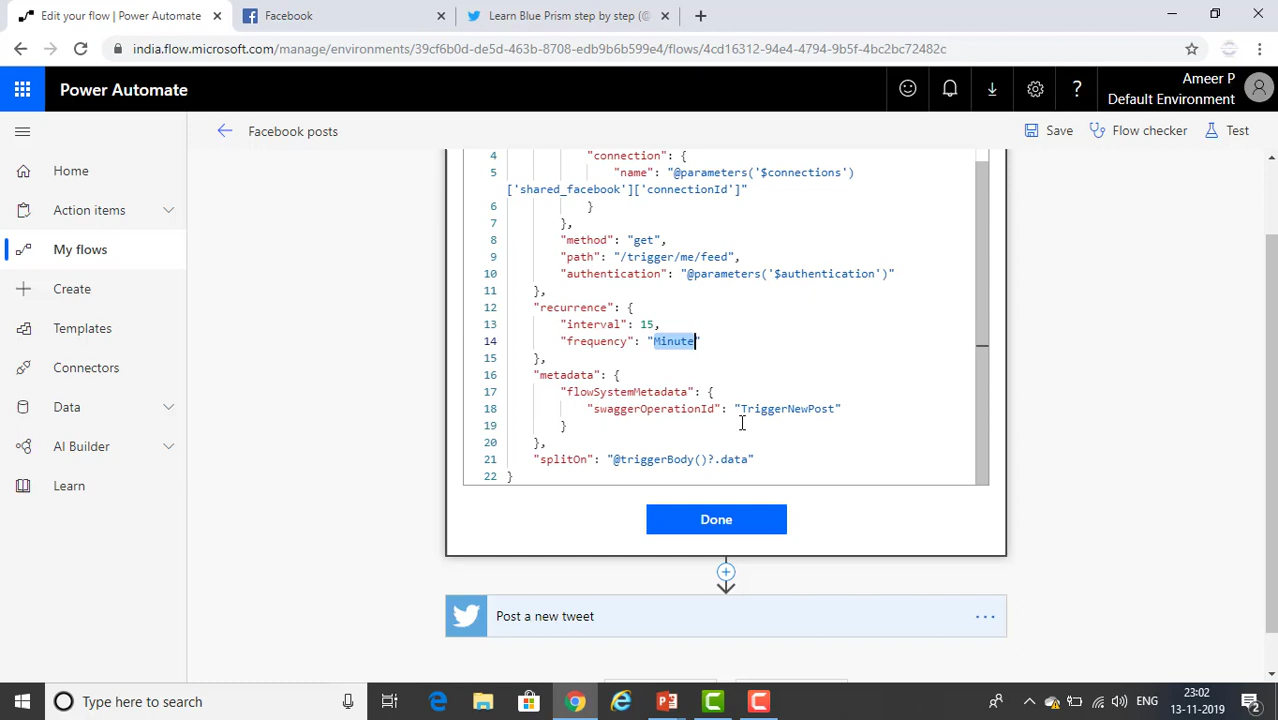 Edit your flow | Power Automate
Facebook
Learn Blue Prism step by step (@
india.flow.microsoft.com/manage/environments/39cf6b0d-de5d-463b-8708-edb9b6b599e4/flows/4cd16312-94e4-4794-9b5f-4bc2bc72482c
Power Automate
Ameer P
Default Environment
Facebook posts
Save
Flow checker
Test
Home
Action items
My flows
Create
Templates
Connectors
Data
AI Builder
Learn
4 "connection": {
5 "name": "@parameters('$connections')
['shared_facebook']['connectionId']"
6 }
7 },
8 "method": "get",
9 "path": "/trigger/me/feed",
10 "authentication": "@parameters('$authentication')"
11 },
12 "recurrence": {
13 "interval": 15,
14 "frequency": "Minute"
15 },
16 "metadata": {
17 "flowSystemMetadata": {
18 "swaggerOperationId": "TriggerNewPost"
19 }
20 },
21 "splitOn": "@triggerBody()?.data"
22 }
Done
Post a new tweet
Type here to search
ENG
23:02
13-11-2019
2